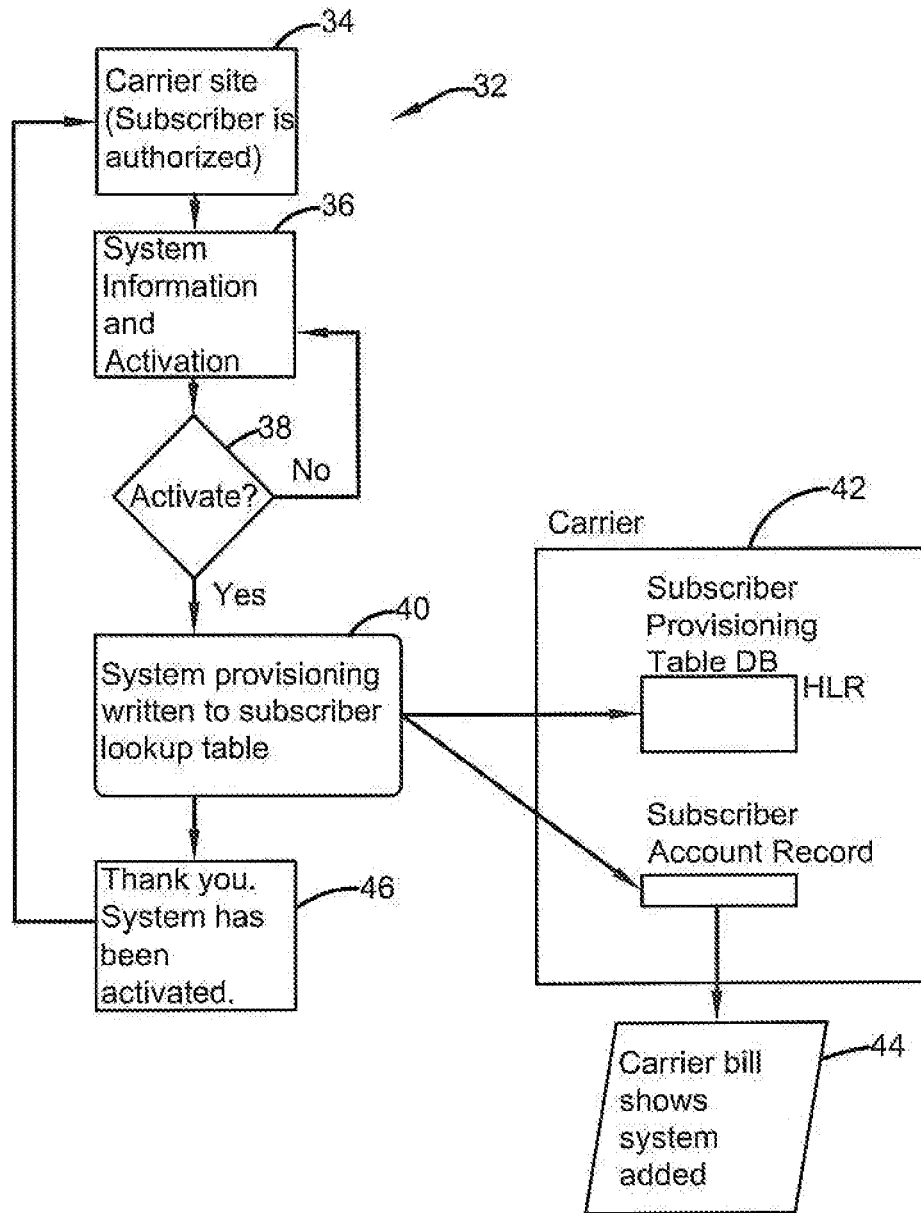 34
Carrier site
(Subscriber is
authorized)
32
36
System
Information
and
Activation
38
No
Activate?
Yes
42
Carrier
40
System provisioning
written to subscriber
lookup table
Subscriber
Provisioning
Table DB
HLR
Subscriber
Account Record
46
Thank you.
System has
been
activated.
44
Carrier bill
shows
system
added